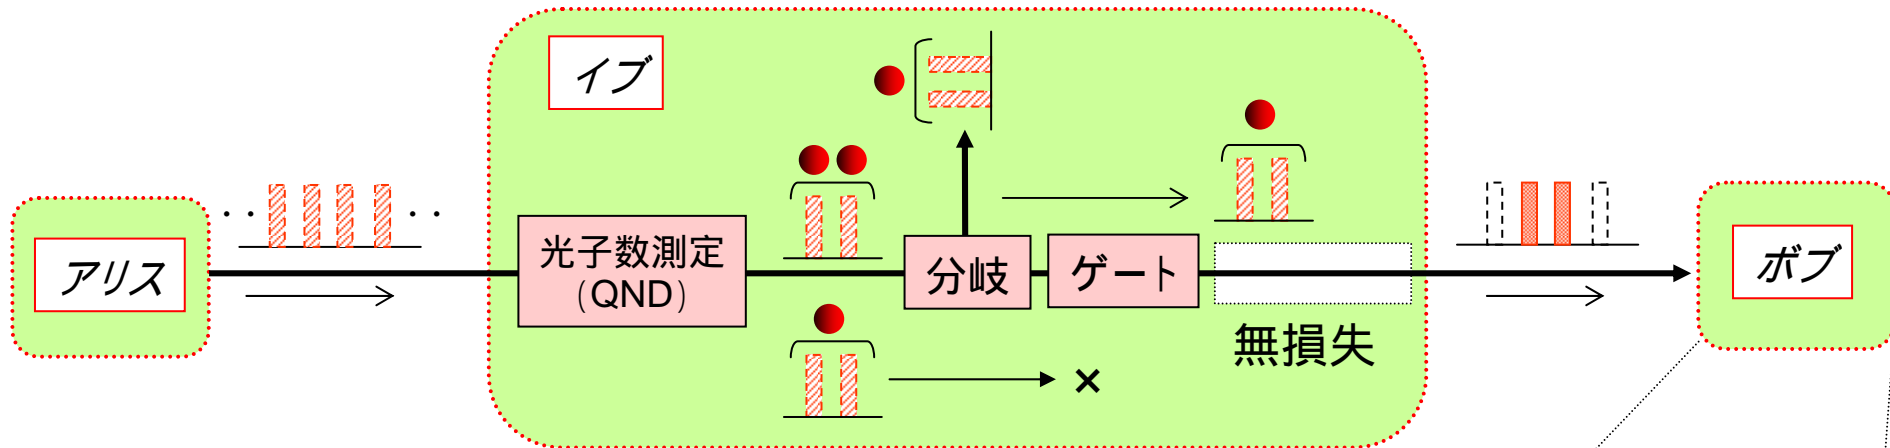 イブ
アリス
・・
・・
光子数測定
(QND)
分岐
ゲート
無損失
×
ボブ